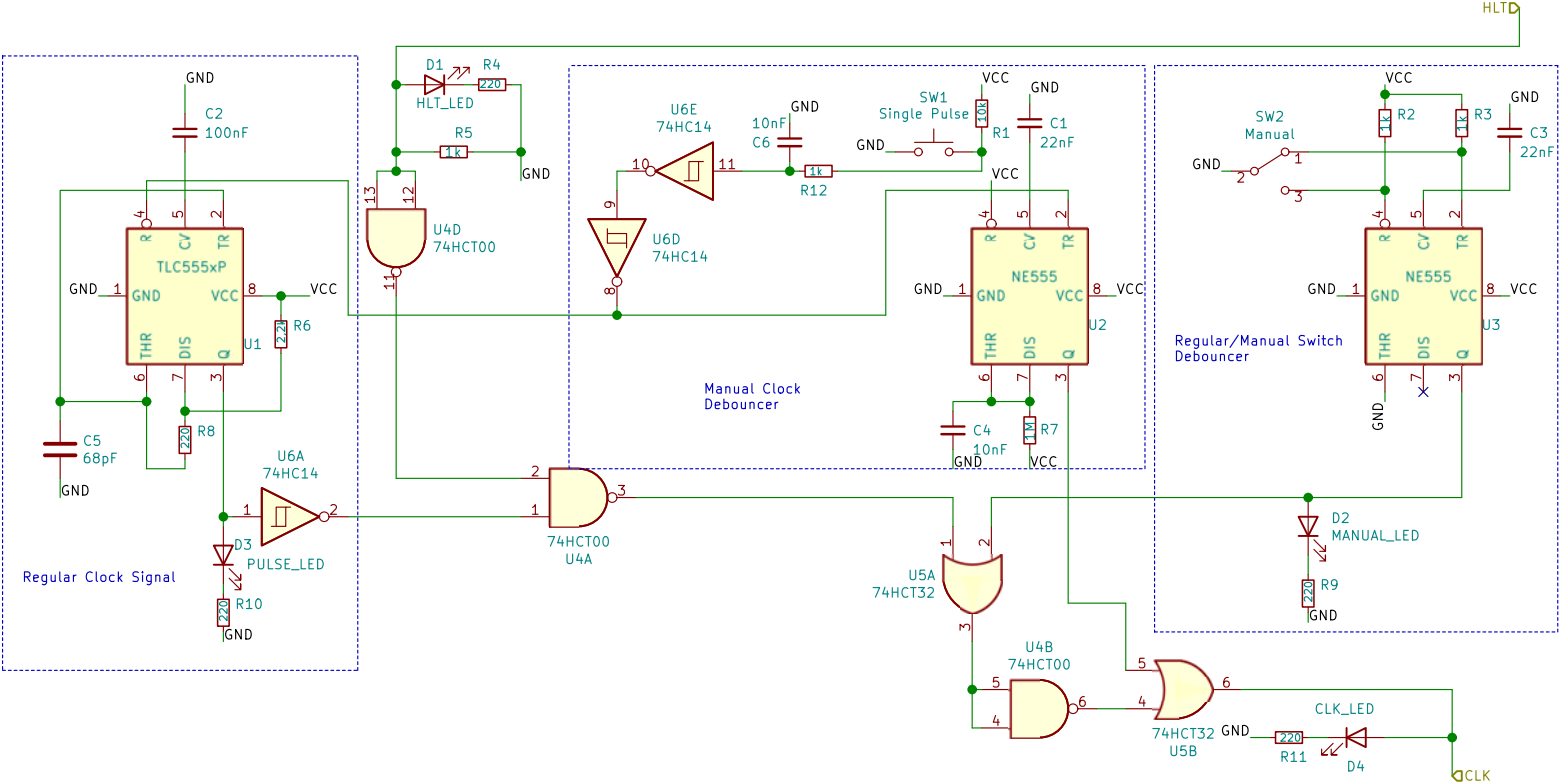 HLT
GND
C2
100nF
4
5
2
R
CV
TR
TLC555xP
GND
1
GND
VCC
8
VCC
R6
2.2k
U1
THR
DIS
Q
6
7
3
R8
220
C5
68pF
GND
U6A
74HC14
1
2
D3
PULSE_LED
R10
220
GND
Regular Clock Signal
D1
HLT_LED
R4
220
R5
1k
GND
13
12
U4D
74HCT00
11
U6E
74HC14
10
11
9
U6D
74HC14
8
10nF
C6
GND
1k
R12
SW1
Single Pulse
GND
VCC
10k
R1
GND
C1
22nF
VCC
4
5
2
R
CV
TR
NE555
GND
1
GND
VCC
8
VCC
U2
THR
DIS
Q
6
7
3
C4
10nF
GND
1M
R7
VCC
Manual Clock
Debouncer
SW2
Manual
GND
2
1
3
VCC
1k
R2
1k
R3
GND
C3
22nF
4
5
2
R
CV
TR
NE555
GND
1
GND
VCC
8
VCC
U3
THR
DIS
Q
6
7
3
GND
Regular/Manual Switch
Debouncer
D2
MANUAL_LED
220
R9
GND
2
1
3
74HCT00
U4A
1
2
U5A
74HCT32
3
U4B
74HCT00
5
4
6
5
4
6
74HCT32
U5B
CLK_LED
GND
220
R11
D4
CLK